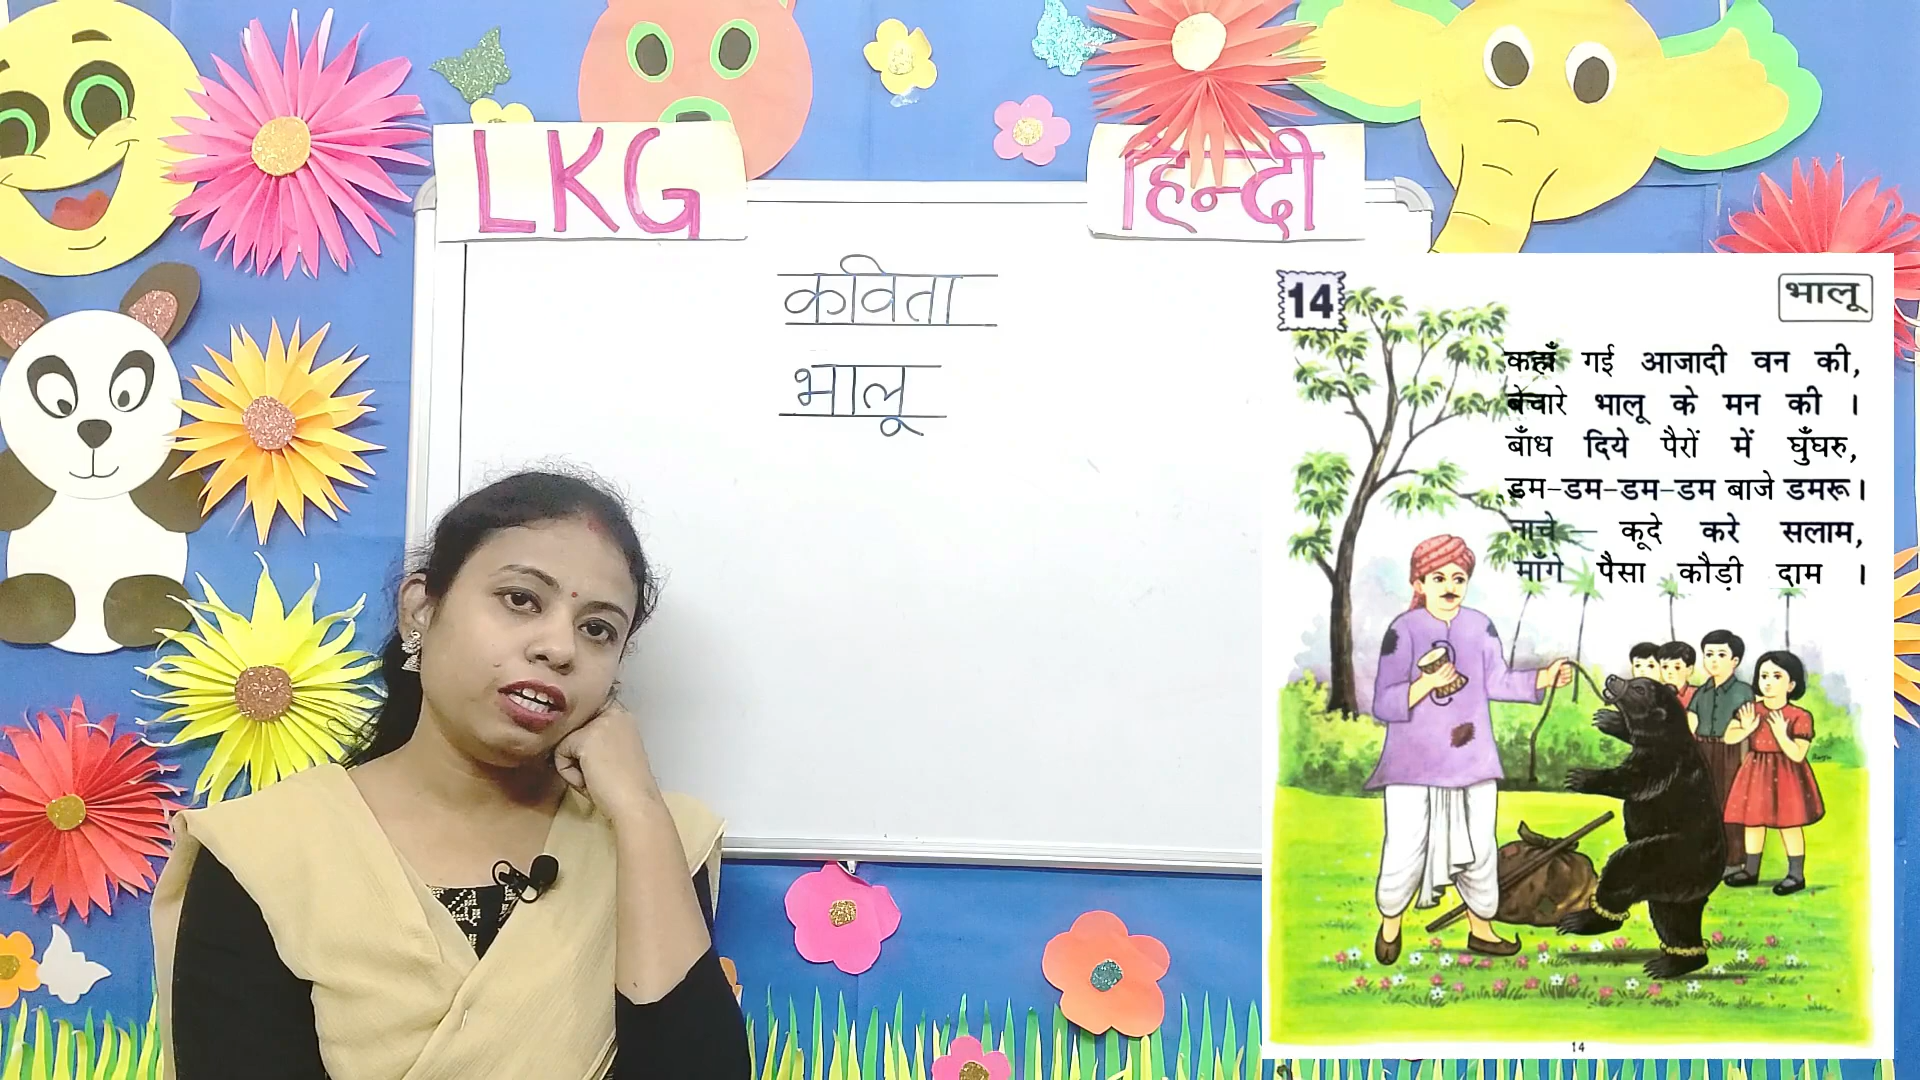 LKG
हिन्दी
कविता
भालू
14
भालू
कहाँ गई आजादी वन की,
बेचारे भालू के मन की ।
बाँध दिये पैरों में घुँघरु,
डम-डम-डम-डम बाजे डमरू।
नाचे – कूदे करे सलाम,
माँगे पैसा कौड़ी दाम ।
14